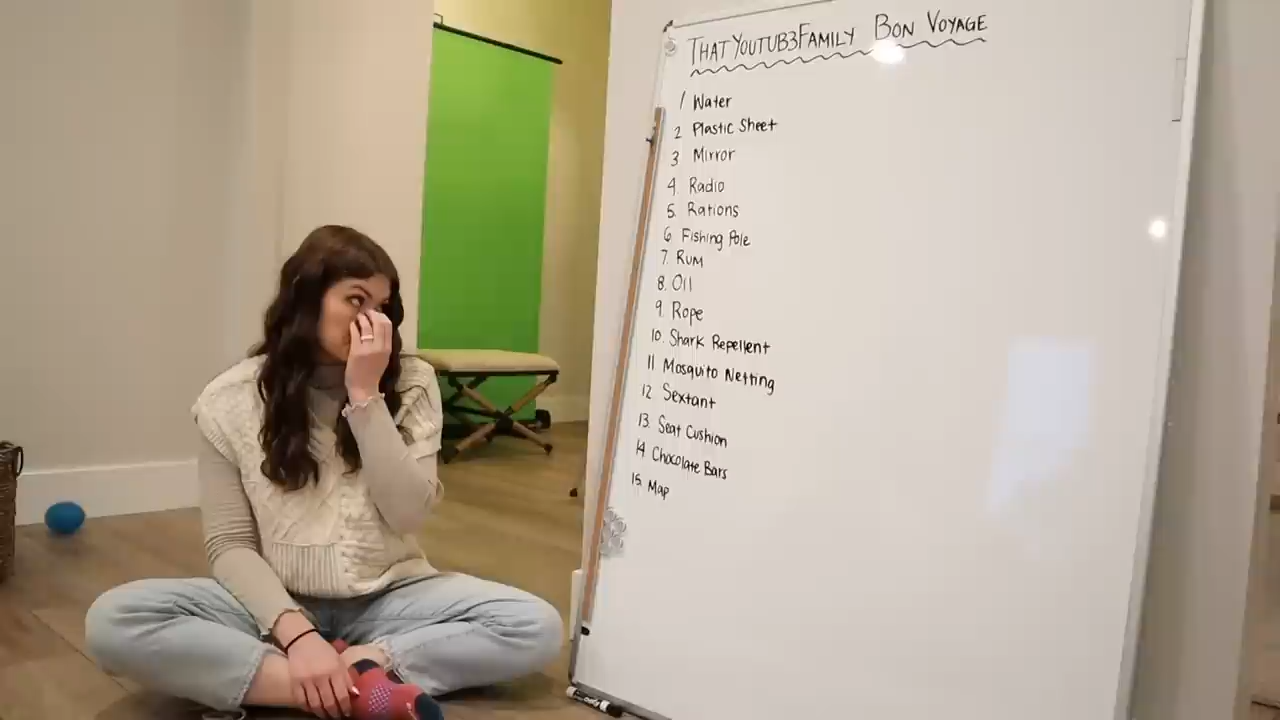 THATYOUTUB3FAMILY BON VOYAGE
1 Water
2 Plastic Sheet
3 Mirror
4. Radio
5. Rations
6 Fishing Pole
7. Rum
8. Oil
9. Rope
10. Shark Repellent
11 Mosquito Netting
12 Sextant
13. Seat Cushion
14 Chocolate Bars
15. Map